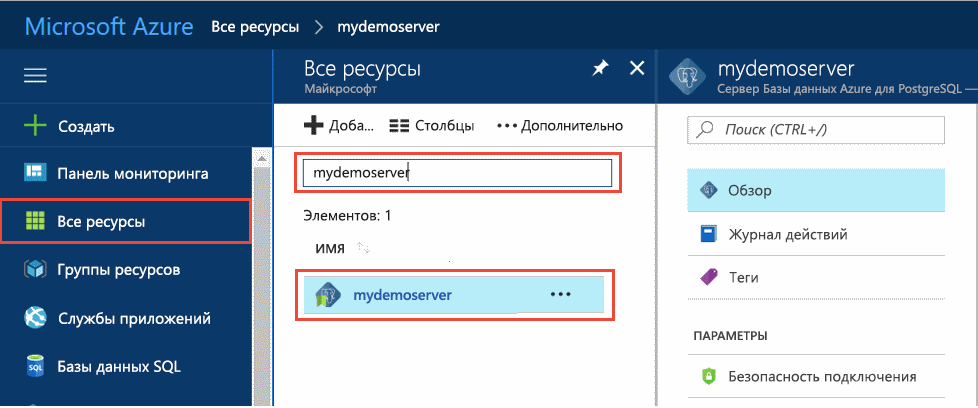 Microsoft Azure Все ресурсы > mydemoserver
Создать
Панель мониторинга
Все ресурсы
Группы ресурсов
Службы приложений
Базы данных SQL
Все ресурсы
Майкрософт
Доба... Столбцы Дополнительно
mydemoserver
Элементов: 1
ИМЯ
mydemoserver
mydemoserver
Сервер Базы данных Azure для PostgreSQL —
Поиск (CTRL+/)
Обзор
Журнал действий
Теги
ПАРАМЕТРЫ
Безопасность подключения